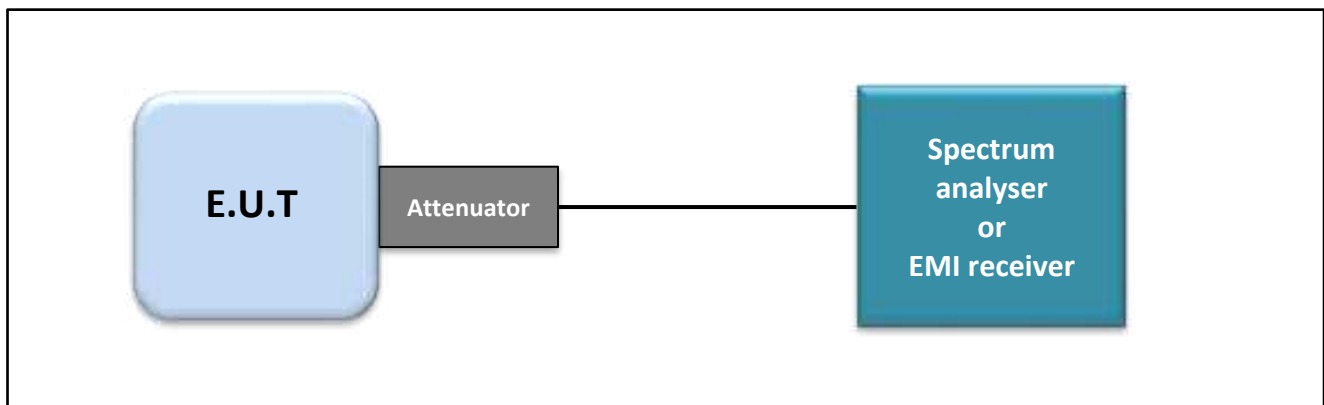 E.U.T
Attenuator
Spectrum
analyser
or
EMI receiver